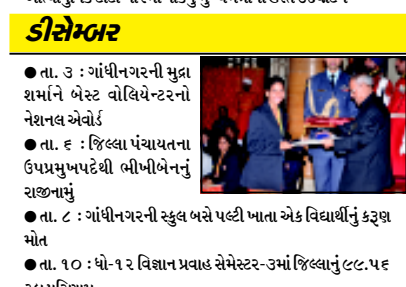 ડીસેમ્બર
● તા. ૩ : ગાંધીનગરની મુદ્રા
શર્માને બેસ્ટ વોલિયેન્ટરનો
નેશનલ એવોર્ડ
● તા. ૬ : જિલ્લા પંચાયતના
ઉપપ્રમુખપદેથી ભીખીબેનનું
રાજીનામું
● તા. ૮ : ગાંધીનગરની સ્કુલ બસે પલ્ટી ખાતા એક વિદ્યાર્થીનું કરૂણ
મોત
● તા. ૧૦ : ધો-૧૨ વિજ્ઞાન પ્રવાહ સેમેસ્ટર-૩માં જિલ્લાનું ૯૯.૫૬